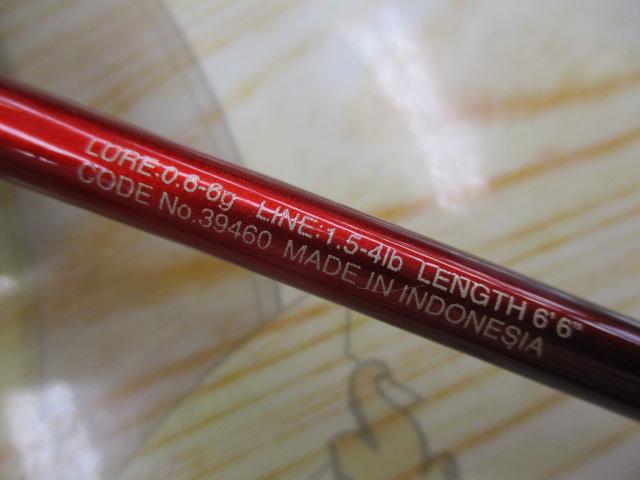 LURE:0.6-6g LINE:1.5-4lb LENGTH 6'6"
CODE No.39460 MADE IN INDONESIA